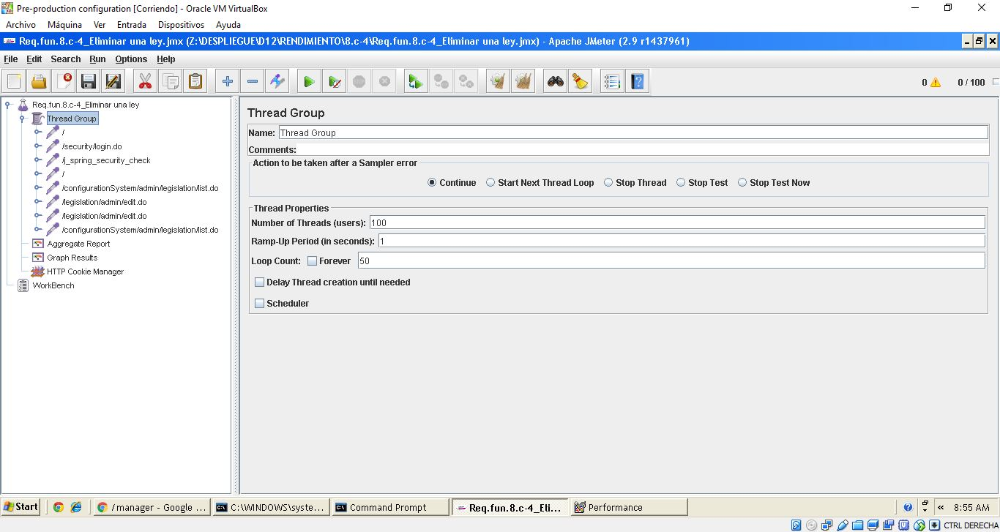 Pre-production configuration [Corriendo] - Oracle VM VirtualBox
Archivo Máquina Ver Entrada Dispositivos Ayuda
Req.fun.8.c-4_Eliminar una ley.jmx (Z:\DESPLIEGUE\D12\RENDIMIENTO\8.c-4\Req.fun.8.c-4_Eliminar una ley.jmx) - Apache JMeter (2.9 r1437961)
File Edit Search Run Options Help
0 0 / 100
Req.fun.8.c-4_Eliminar una ley
Thread Group
/
/security/login.do
/j_spring_security_check
/
/configurationSystem/admin/legislation/list.do
/legislation/admin/edit.do
/legislation/admin/edit.do
/configurationSystem/admin/legislation/list.do
Aggregate Report
Graph Results
HTTP Cookie Manager
WorkBench
Thread Group
Name: Thread Group
Comments:
Action to be taken after a Sampler error
Continue Start Next Thread Loop Stop Thread Stop Test Stop Test Now
Thread Properties
Number of Threads (users): 100
Ramp-Up Period (in seconds): 1
Loop Count: Forever 50
Delay Thread creation until needed
Scheduler
Start /manager - Google ... C:\WINDOWS\syste... Command Prompt Req.fun.8.c-4_Eli... Performance « 8:55 AM
CTRL DERECHA